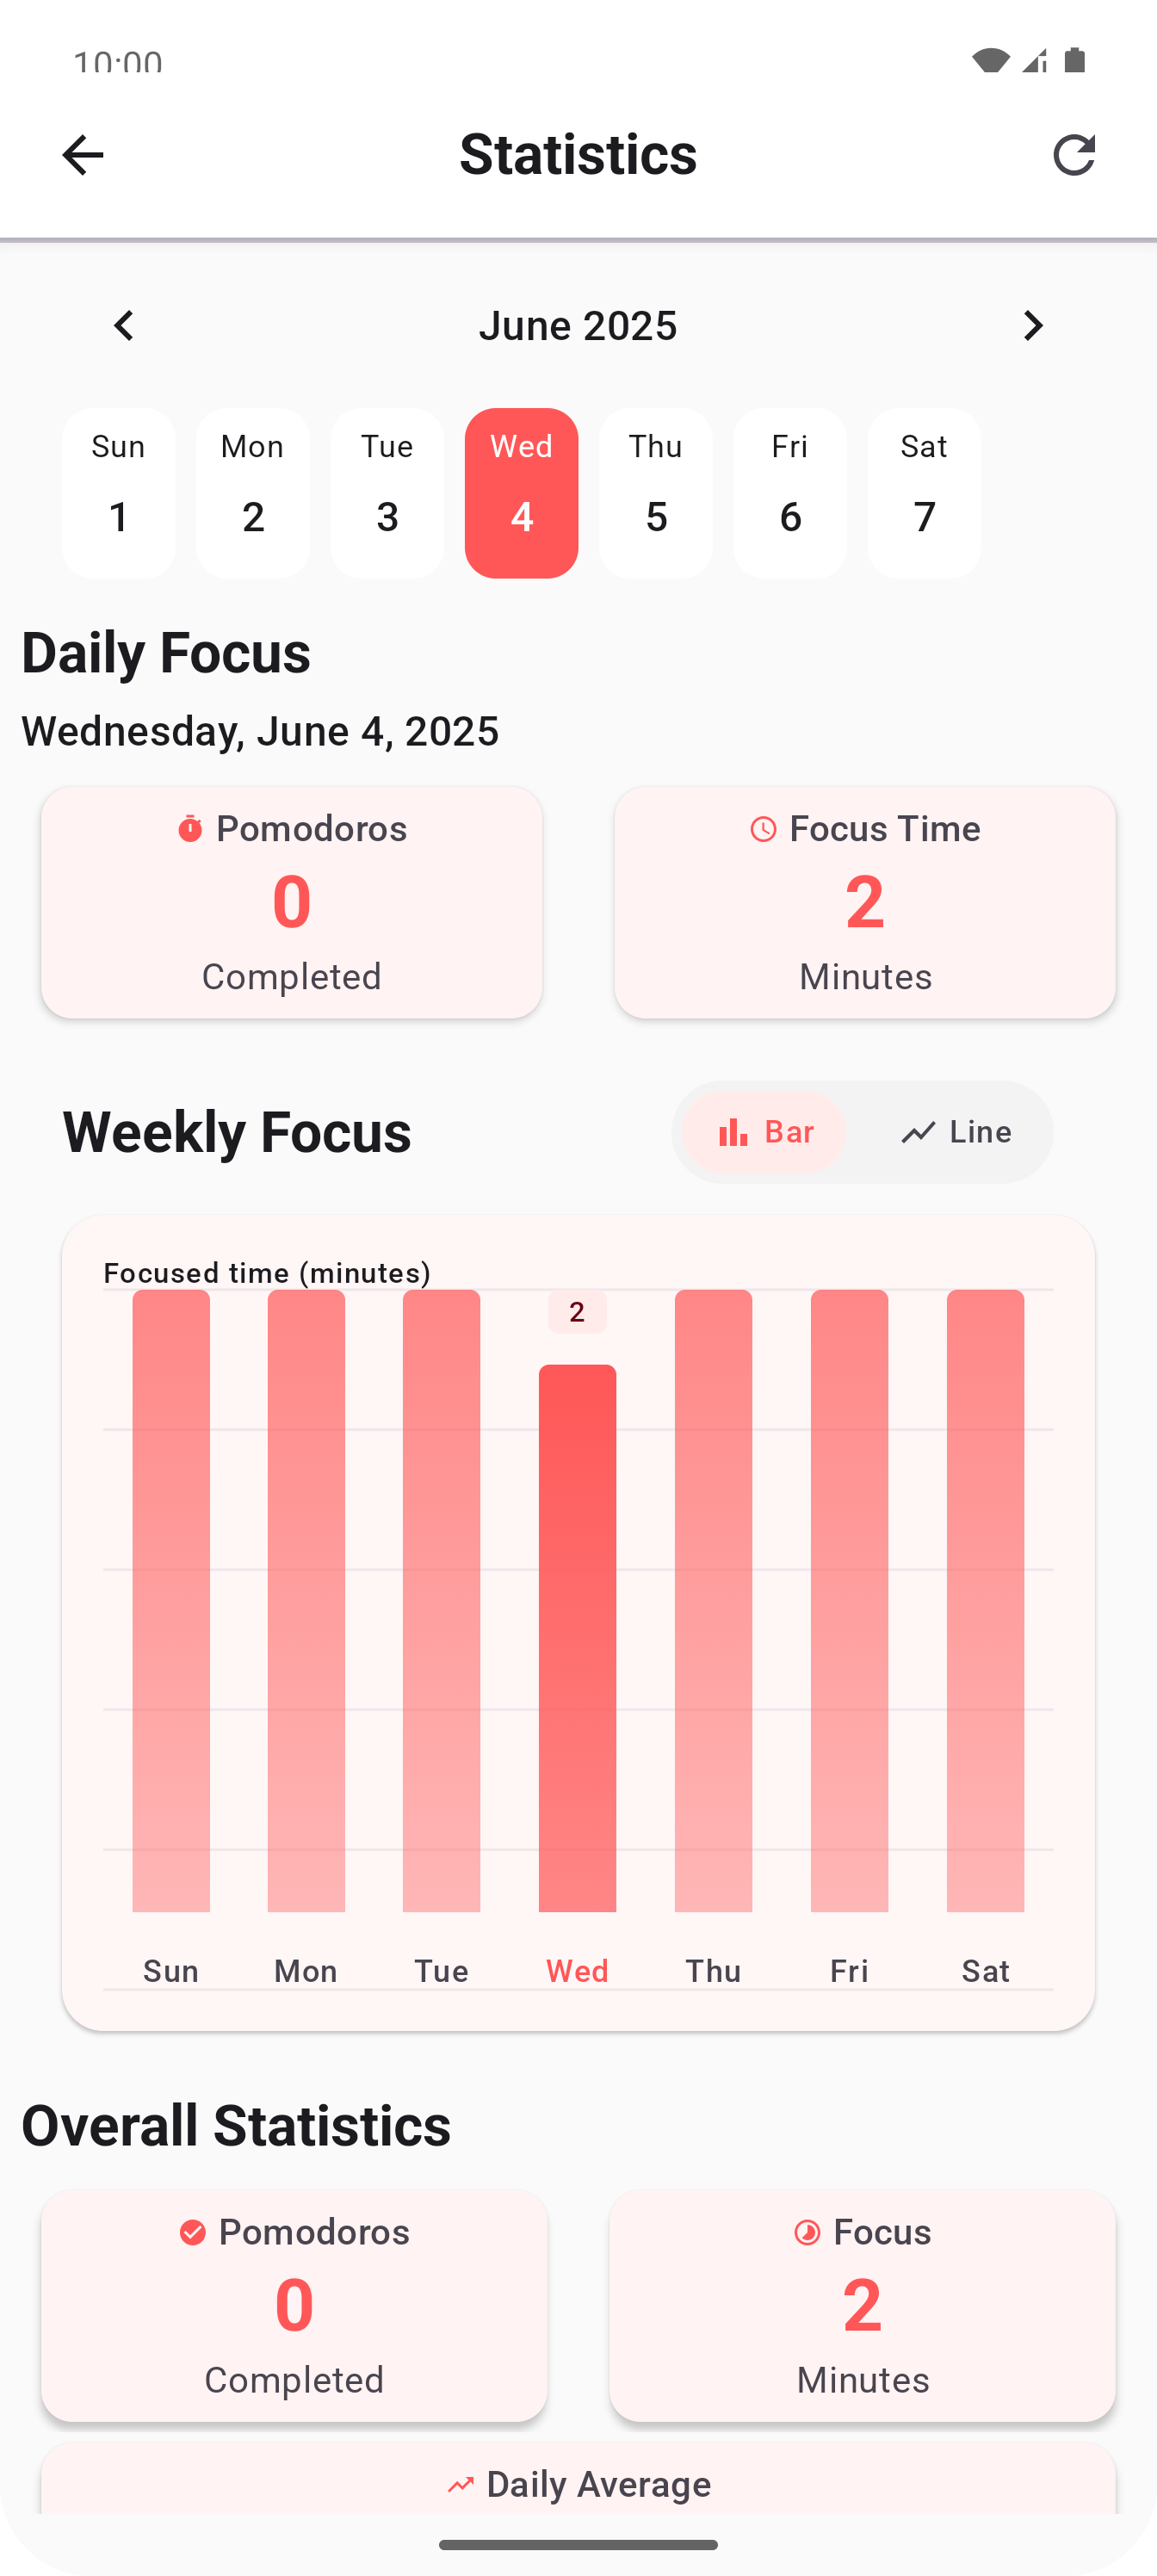 10:00
Statistics
June 2025
Sun Mon Tue Wed Thu Fri Sat
1 2 3 4 5 6 7
Daily Focus
Wednesday, June 4, 2025
Pomodoros Focus Time
0 2
Completed Minutes
Weekly Focus Bar Line
Focused time (minutes)
2
Sun Mon Tue Wed Thu Fri Sat
Overall Statistics
Pomodoros Focus
0 2
Completed Minutes
Daily Average